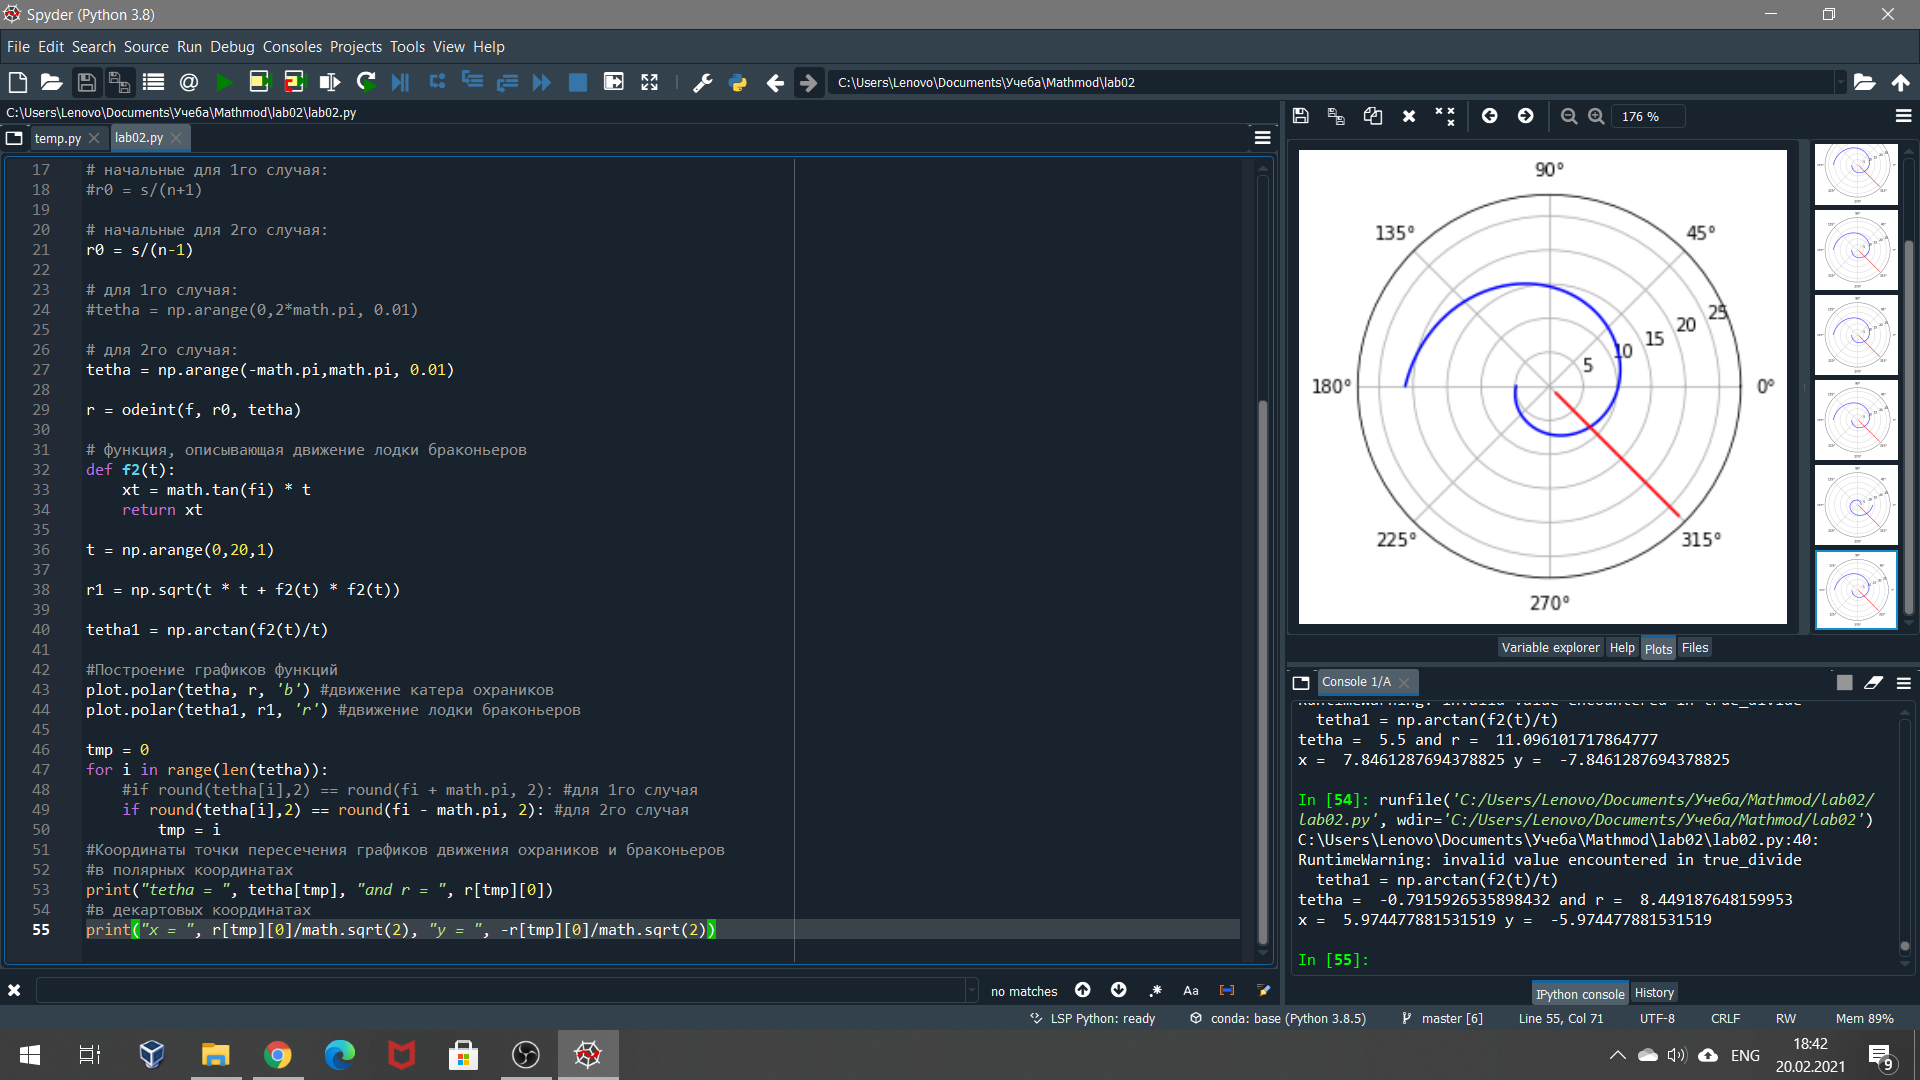 Spyder (Python 3.8)
File Edit Search Source Run Debug Consoles Projects Tools View Help
C:\Users\Lenovo\Documents\Учеба\Mathmod\lab02
C:\Users\Lenovo\Documents\Учеба\Mathmod\lab02\lab02.py
temp.py lab02.py
17 # начальные для 1го случая:
18 #r0 = s/(n+1)
19
20 # начальные для 2го случая:
21 r0 = s/(n-1)
22
23 # для 1го случая:
24 #tetha = np.arange(0,2*math.pi, 0.01)
25
26 # для 2го случая:
27 tetha = np.arange(-math.pi,math.pi, 0.01)
28
29 r = odeint(f, r0, tetha)
30
31 # функция, описывающая движение лодки браконьеров
32 def f2(t):
33     xt = math.tan(fi) * t
34     return xt
35
36 t = np.arange(0,20,1)
37
38 r1 = np.sqrt(t * t + f2(t) * f2(t))
39
40 tetha1 = np.arctan(f2(t)/t)
41
42 #Построение графиков функций
43 plot.polar(tetha, r, 'b') #движение катера охраников
44 plot.polar(tetha1, r1, 'r') #движение лодки браконьеров
45
46 tmp = 0
47 for i in range(len(tetha)):
48     #if round(tetha[i],2) == round(fi + math.pi, 2): #для 1го случая
49     if round(tetha[i],2) == round(fi - math.pi, 2): #для 2го случая
50         tmp = i
51 #Координаты точки пересечения графиков движения охраников и браконьеров
52 #в полярных координатах
53 print("tetha = ", tetha[tmp], "and r = ", r[tmp][0])
54 #в декартовых координатах
55 print("x = ", r[tmp][0]/math.sqrt(2), "y = ", -r[tmp][0]/math.sqrt(2))
no matches
Aa
176 %
90°
135° 45°
25
20
15
10
5
180° 0°
225° 315°
270°
Variable explorer Help Plots Files
Console 1/A
RuntimeWarning: invalid value encountered in true_divide
  tetha1 = np.arctan(f2(t)/t)
tetha =  5.5 and r =  11.096101717864777
x =  7.8461287694378825 y =  -7.8461287694378825
In [54]: runfile('C:/Users/Lenovo/Documents/Учеба/Mathmod/lab02/
lab02.py', wdir='C:/Users/Lenovo/Documents/Учеба/Mathmod/lab02')
C:\Users\Lenovo\Documents\Учеба\Mathmod\lab02\lab02.py:40:
RuntimeWarning: invalid value encountered in true_divide
  tetha1 = np.arctan(f2(t)/t)
tetha =  -0.7915926535898432 and r =  8.449187648159953
x =  5.974477881531519 y =  -5.974477881531519
In [55]:
IPython console History
LSP Python: ready conda: base (Python 3.8.5) master [6] Line 55, Col 71 UTF-8 CRLF RW Mem 89%
ENG
18:42
20.02.2021
9